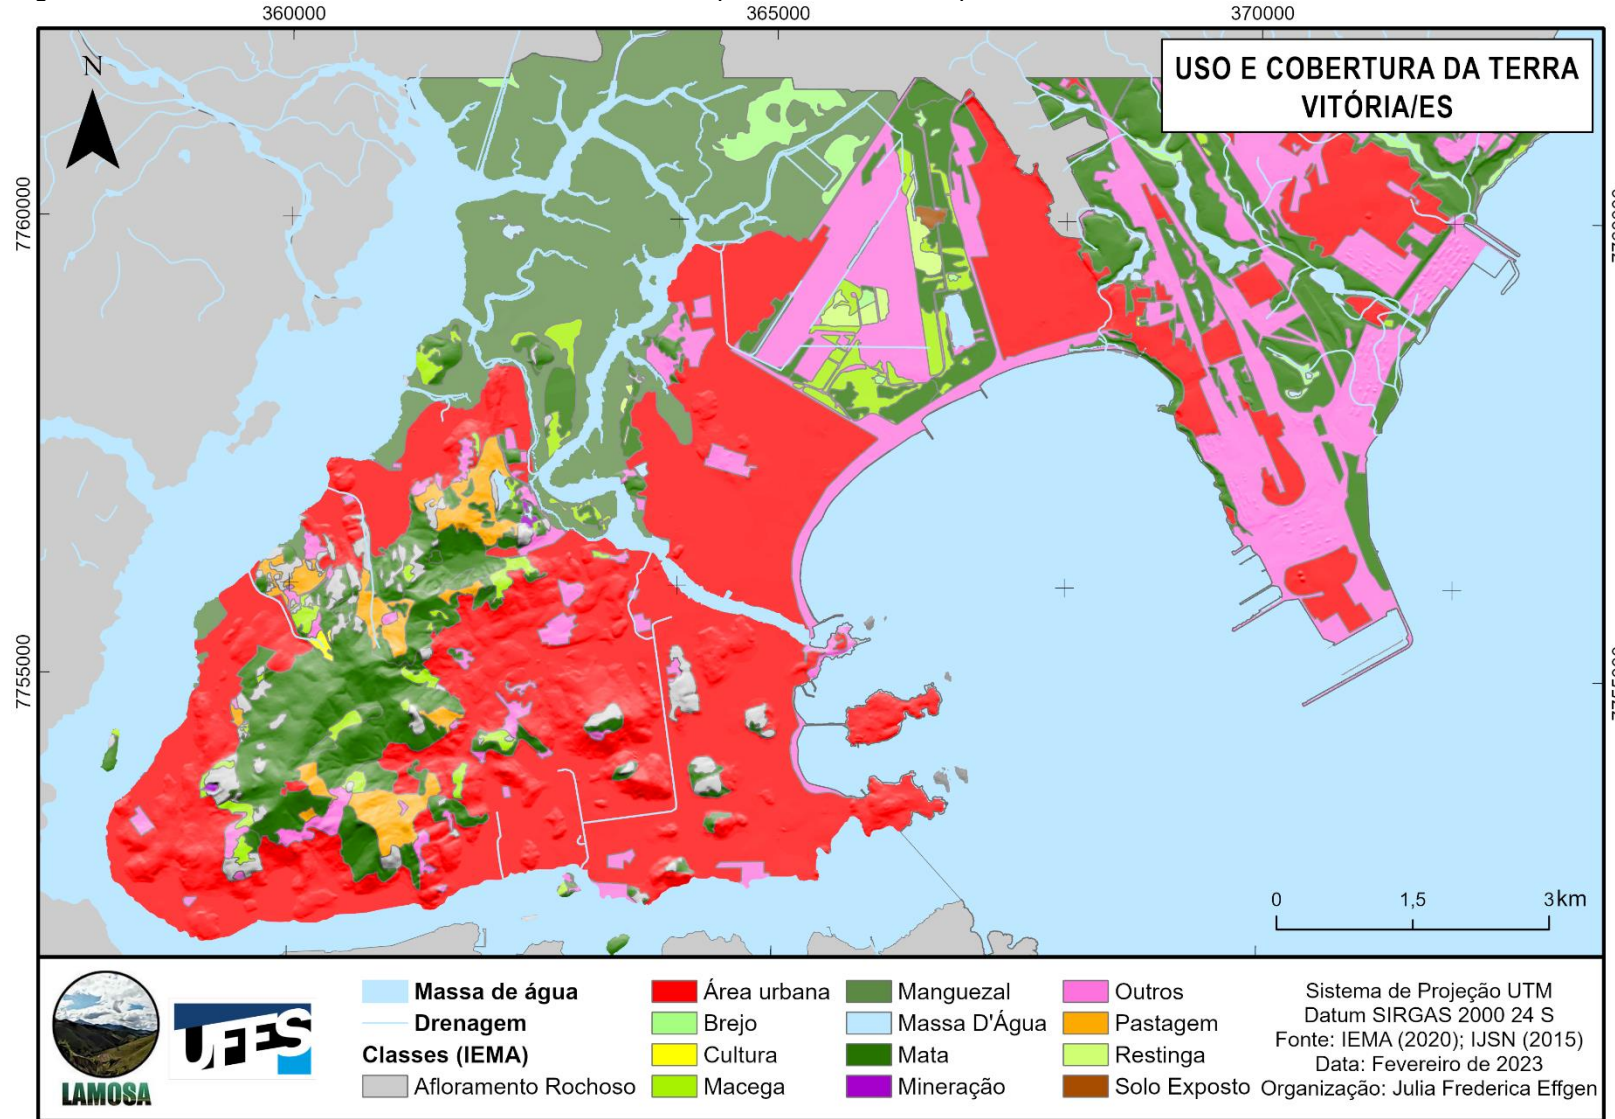 360000
365000
370000
N
USO E COBERTURA DA TERRA
VITÓRIA/ES
7760000
7755000
0
1,5
3km
LAMOSA
UFES
Massa de água
Drenagem
Classes (IEMA)
Afloramento Rochoso
Área urbana
Brejo
Cultura
Macega
Manguezal
Massa D'Água
Mata
Mineração
Outros
Pastagem
Restinga
Solo Exposto
Sistema de Projeção UTM
Datum SIRGAS 2000 24 S
Fonte: IEMA (2020); IJSN (2015)
Data: Fevereiro de 2023
Organização: Julia Frederica Effgen